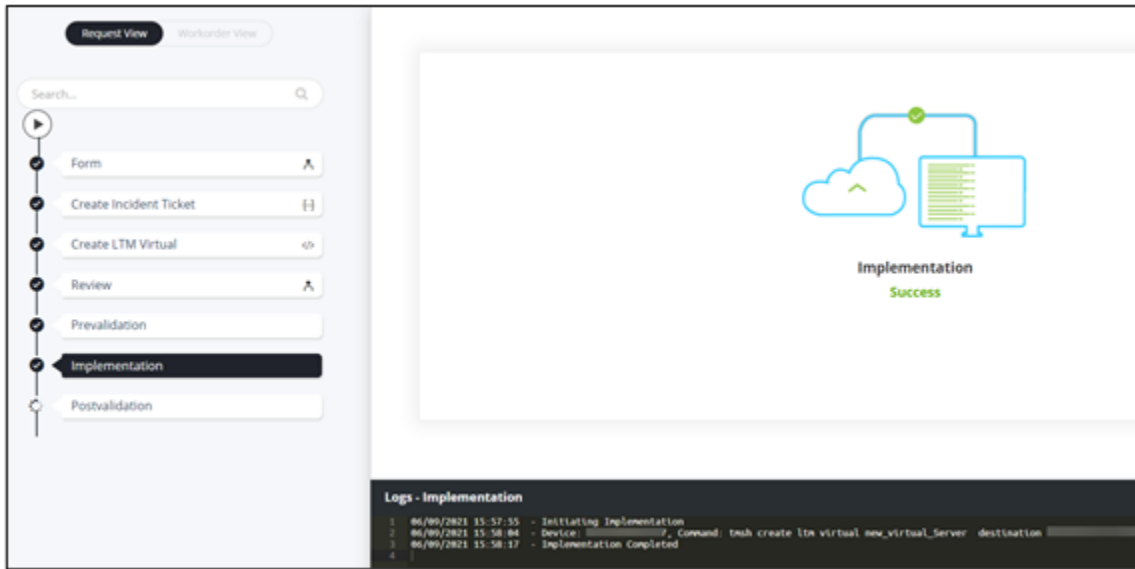 Request View
Workorder View
Search...
Form
Create Incident Ticket
Create LTM Virtual
Review
Prevalidation
Implementation
Postvalidation
Implementation
Success
Logs - Implementation
1 06/09/2021 15:57:55 - Initiating Implementation
2 06/09/2021 15:58:04 - Device: 7, Command: tmsh create ltm virtual new_virtual_Server destination
3 06/09/2021 15:58:17 - Implementation Completed
4